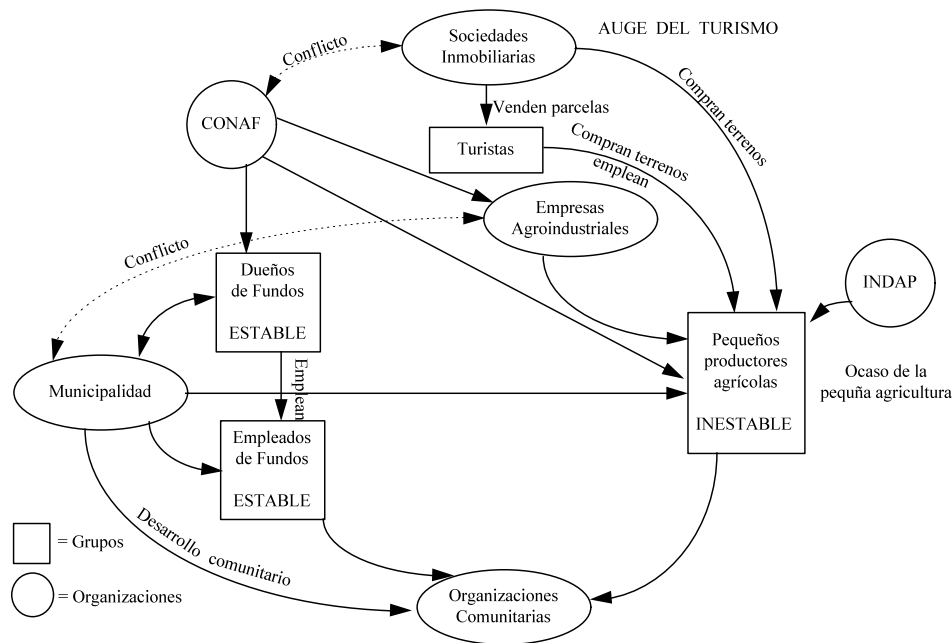 Sociedades
Inmobiliarias
AUGE DEL TURISMO
Conflicto
CONAF
Venden parcelas
Compran terrenos
Turistas
Compran terrenos
emplean
Empresas
Agroindustriales
Conflicto
Dueños
de Fundos
ESTABLE
INDAP
Pequeños
productores
agrícolas
INESTABLE
Ocaso de la
pequña agricultura
Municipalidad
Emplean
Empleados
de Fundos
ESTABLE
Desarrollo comunitario
= Grupos
= Organizaciones
Organizaciones
Comunitarias